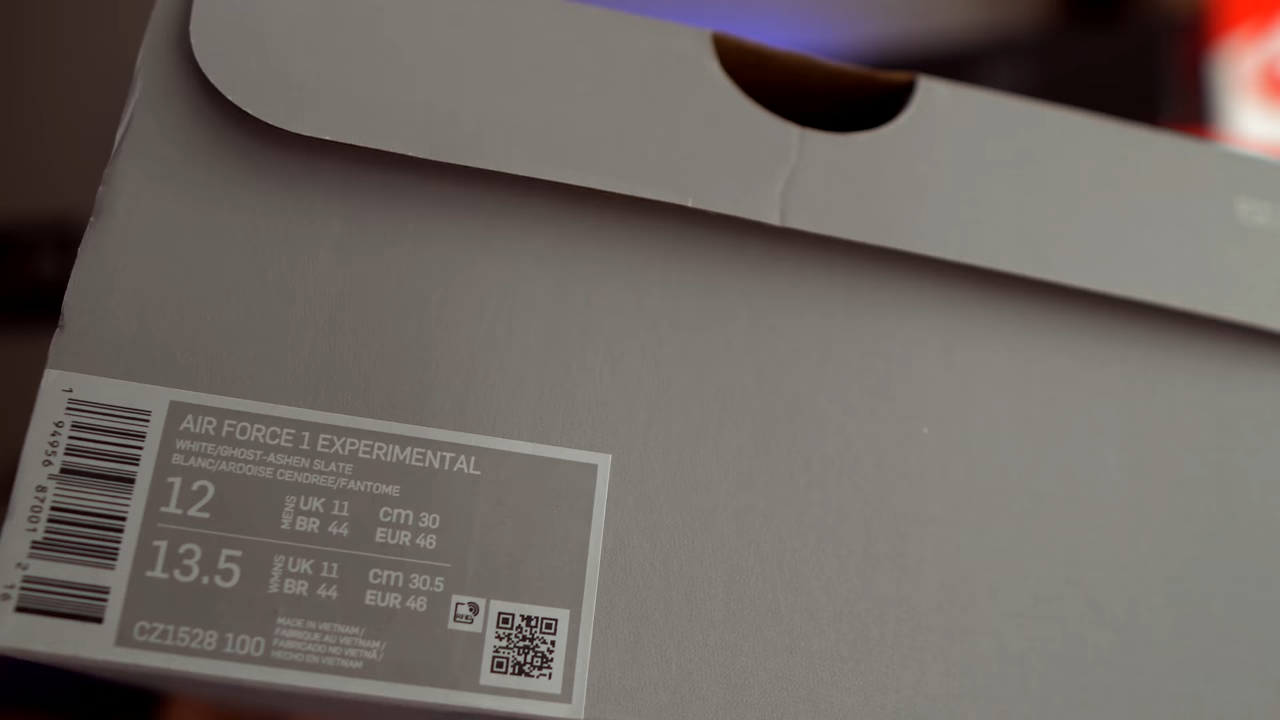 AIR FORCE 1 EXPERIMENTAL
WHITE/GHOST-ASHEN SLATE
BLANC/ARDOISE CENDREE/FANTOME
12 MENS UK 11 cm 30
BR 44 EUR 46
13.5 WMNS UK 11 cm 30.5
BR 44 EUR 46
CZ1528 100
MADE IN VIETNAM/
FABRIQUE AU VIETNAM/
FABRICADO NO VIETNÃ/
HECHO EN VIETNAM
RFID
1 94956 87001 2 16